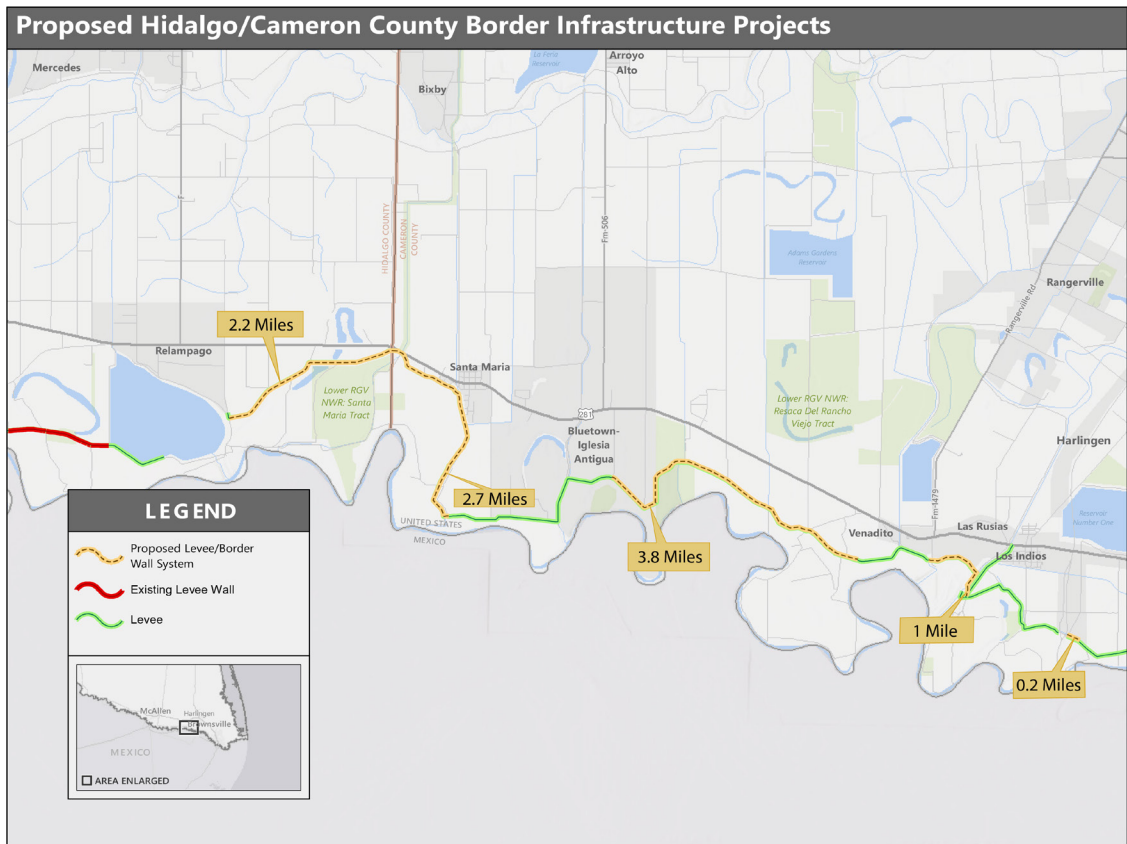 Proposed Hidalgo/Cameron County Border Infrastructure Projects
Mercedes
La Feria
Reservoir
Arroyo
Alto
Bixby
HIDALGO COUNTY
CAMERON
COUNTY
Fm-506
Adams Gardens
Reservoir
Rangerville
Rangerville Rd
2.2 Miles
Relampago
Santa Maria
Lower RGV
NWR: Santa
Maria Tract
281
Bluetown-
Iglesia
Antigua
Lower RGV NWR:
Resaca Del Rancho
Viejo Tract
Harlingen
2.7 Miles
UNITED STATES
MEXICO
3.8 Miles
Fm-1479
Reservoir
Number One
Las Rusias
Venadito
Los Indios
1 Mile
0.2 Miles
LEGEND
Proposed Levee/Border
Wall System
Existing Levee Wall
Levee
McAllen
Harlingen
Brownsville
MEXICO
AREA ENLARGED